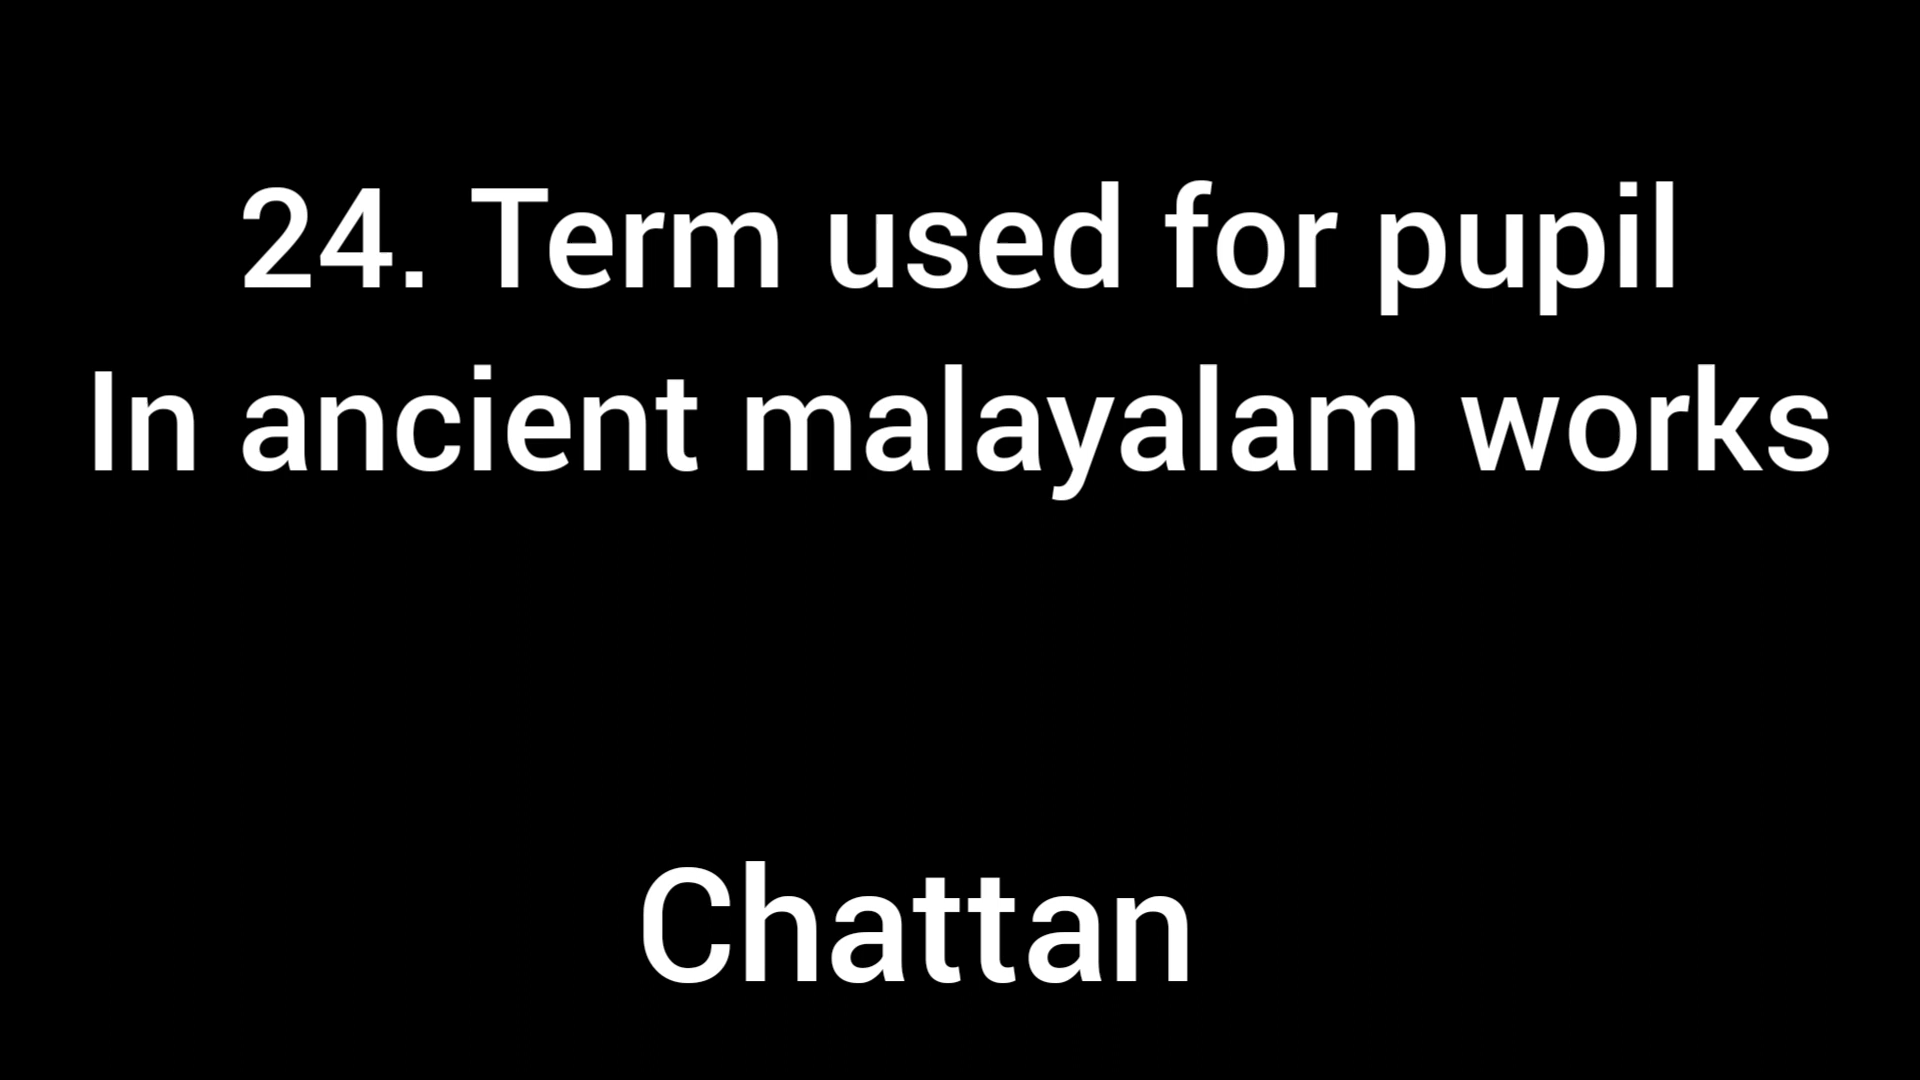 24. Term used for pupil
In ancient malayalam works
Chattan